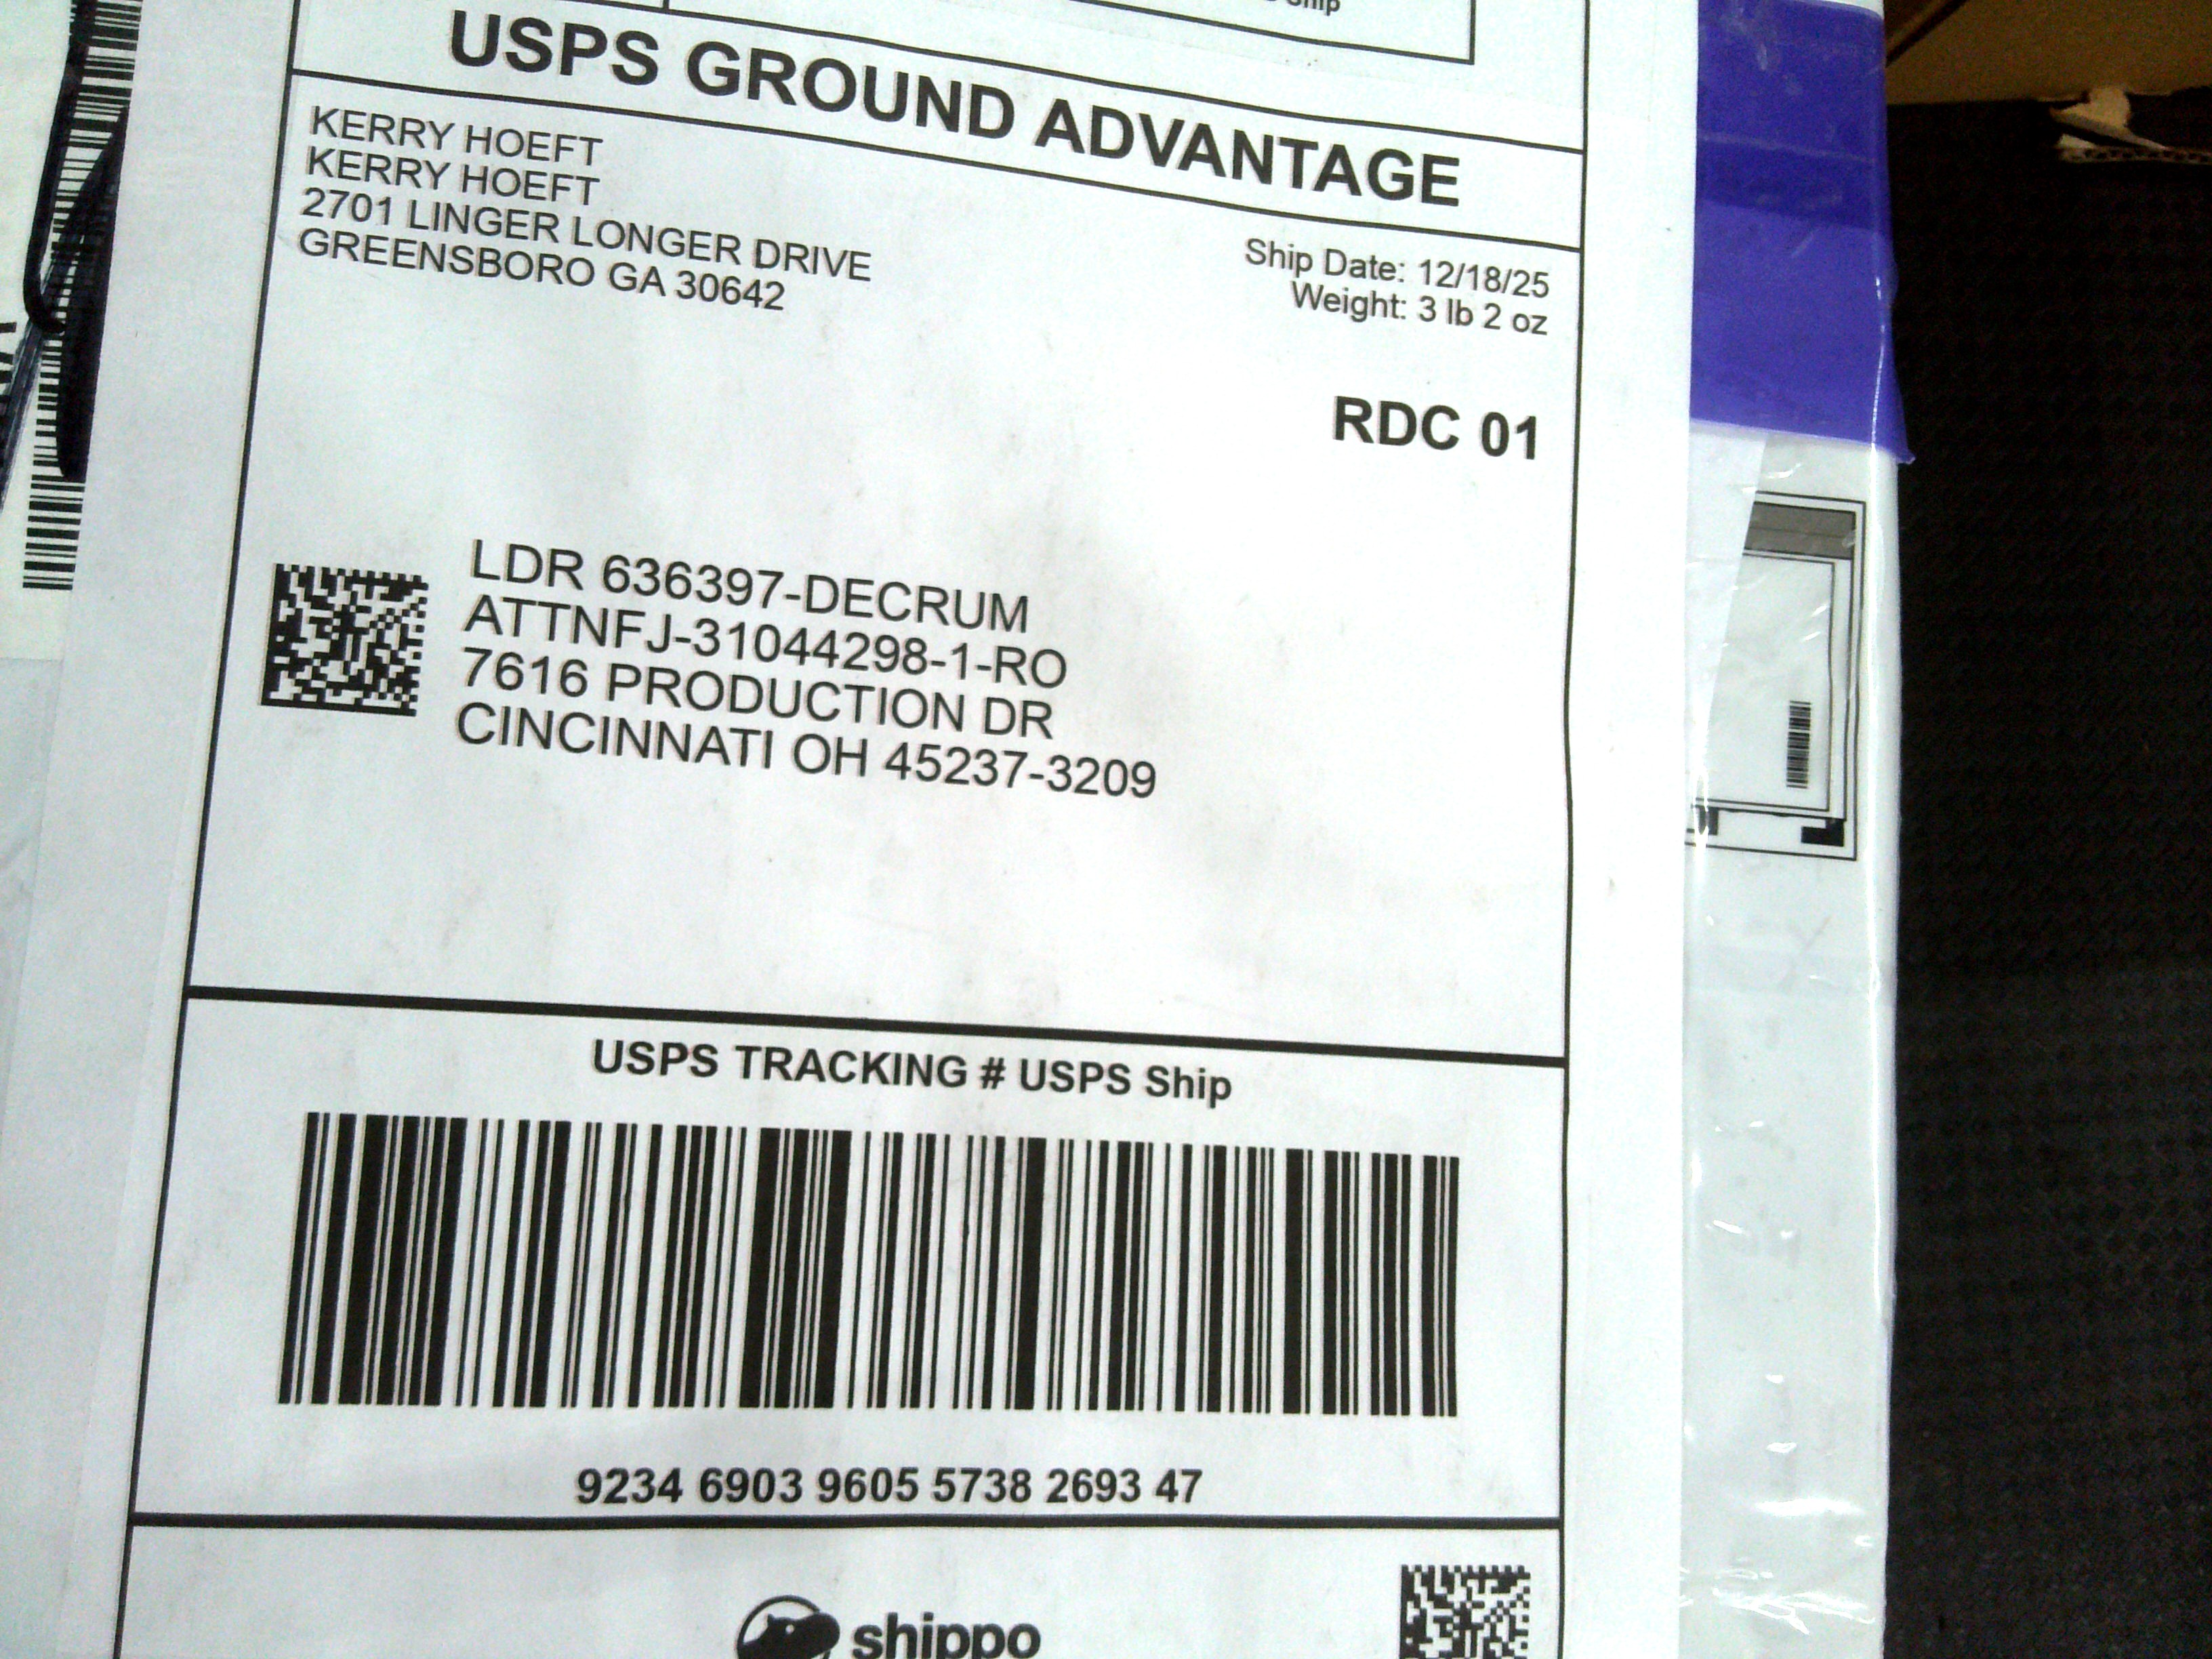 Ship
USPS GROUND ADVANTAGE
KERRY HOEFT
KERRY HOEFT
2701 LINGER LONGER DRIVE
GREENSBORO GA 30642
Ship Date: 12/18/25
Weight: 3 lb 2 oz
RDC 01
LDR 636397-DECRUM
ATTNFJ-31044298-1-RO
7616 PRODUCTION DR
CINCINNATI OH 45237-3209
USPS TRACKING # USPS Ship
9234 6903 9605 5738 2693 47
shippo